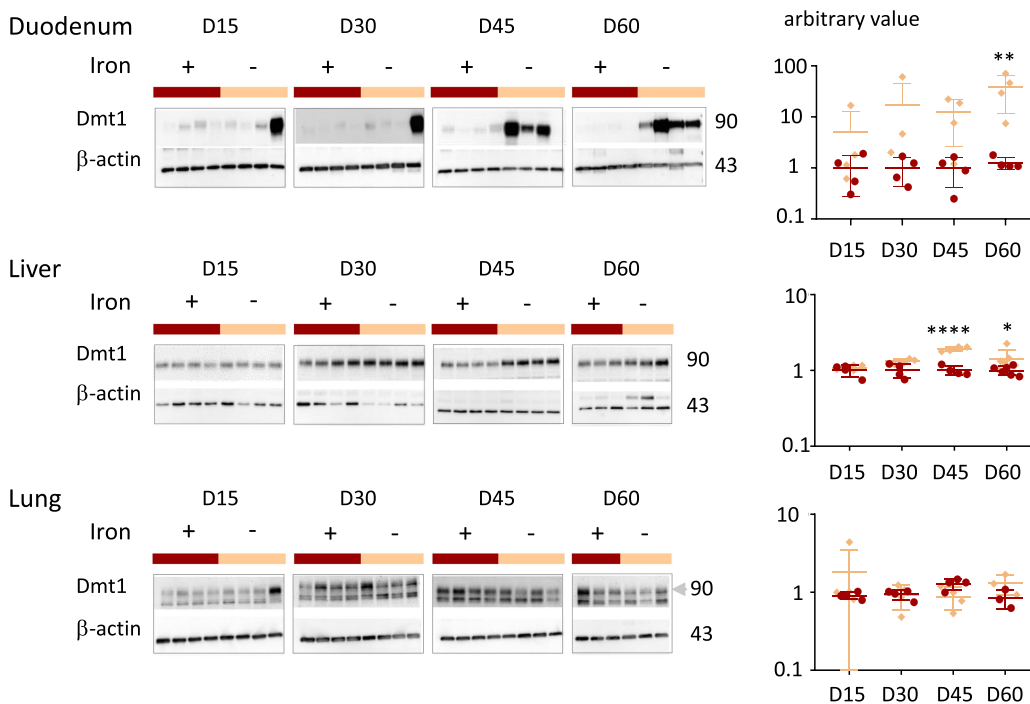 Duodenum D15 D30 D45 D60 arbitrary value
Iron + - + - + - + -
Dmt1 90
β-actin 43
100
10
1
0.1
**
D15 D30 D45 D60
Liver D15 D30 D45 D60
Iron + - + - + - + -
Dmt1 90
β-actin 43
10
1
0.1
**** *
D15 D30 D45 D60
Lung D15 D30 D45 D60
Iron + - + - + - + -
Dmt1 90
β-actin 43
10
1
0.1
D15 D30 D45 D60